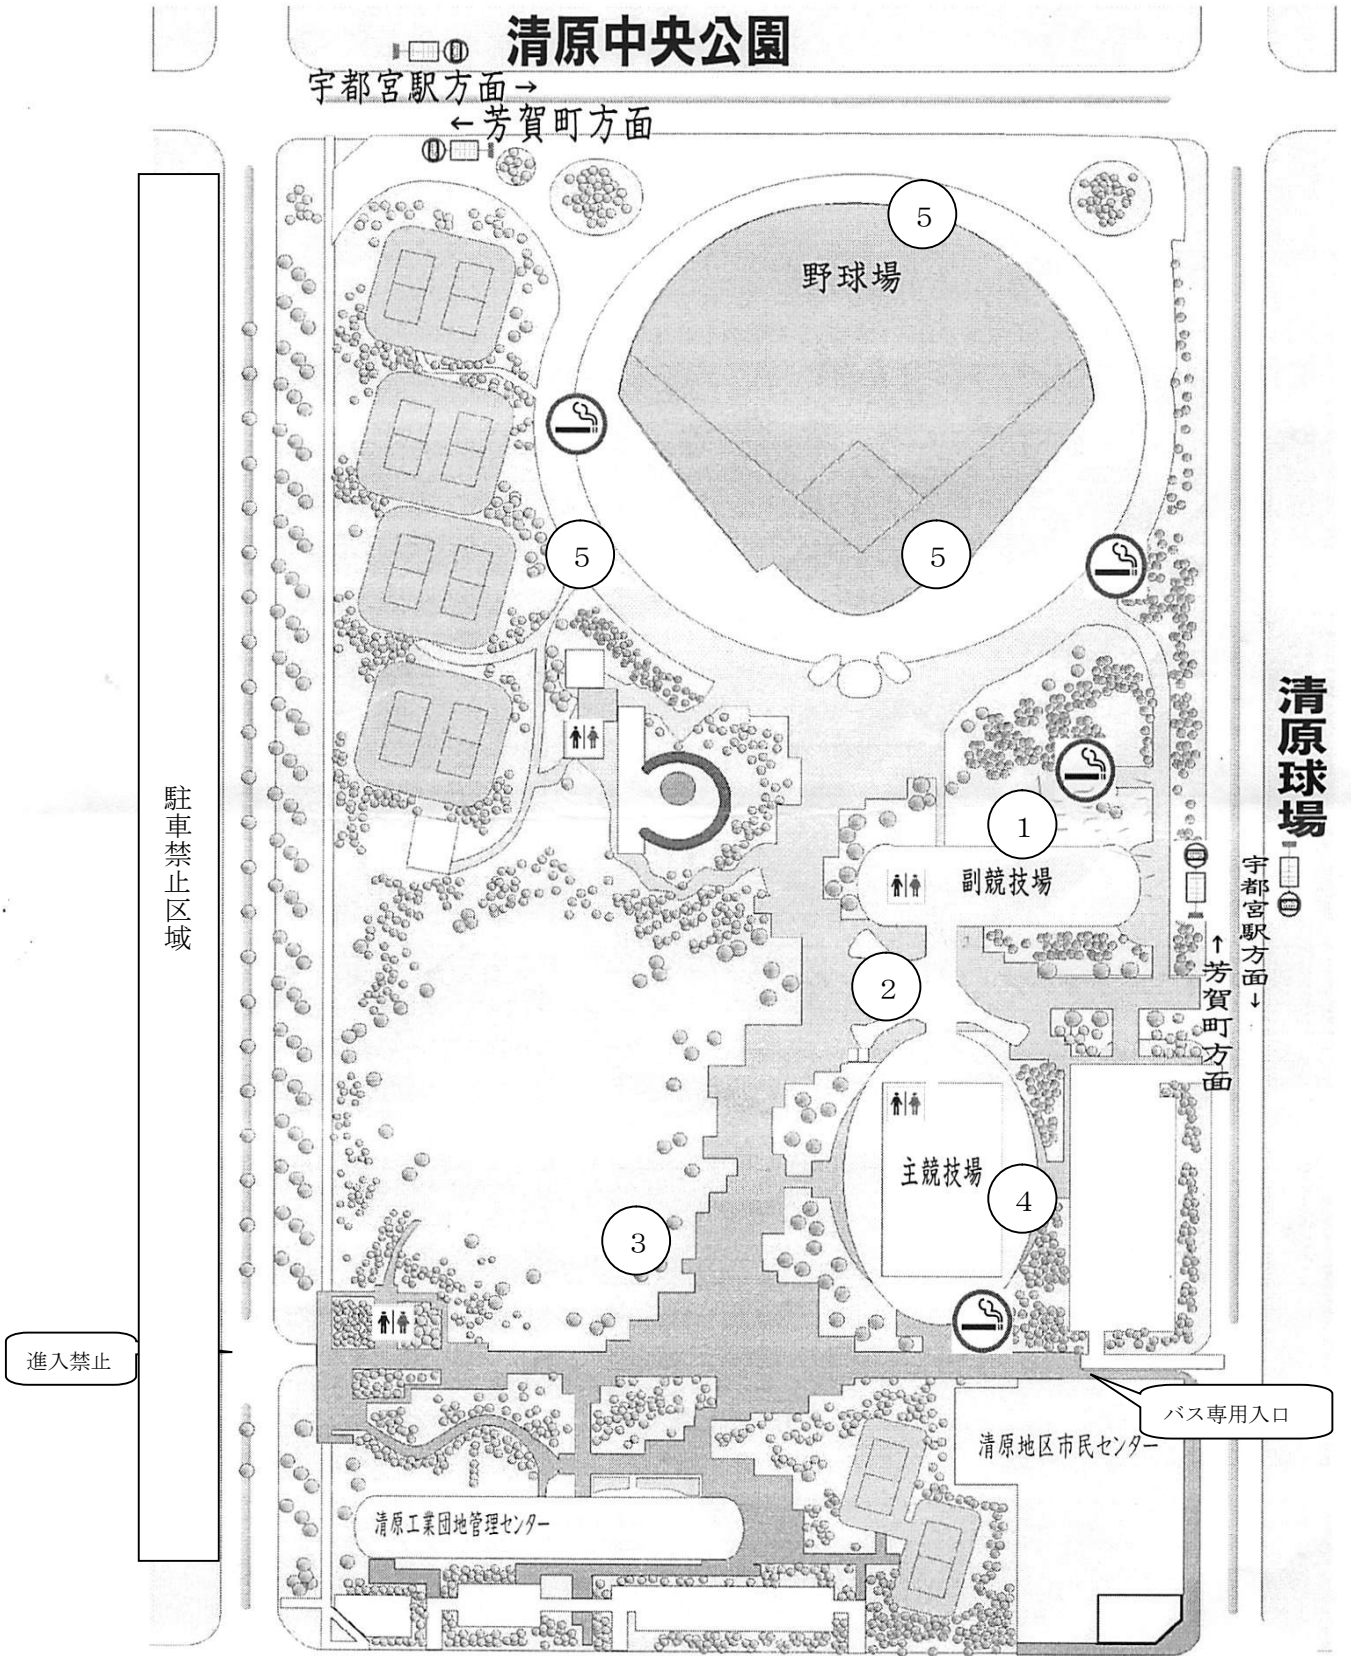 清原中央公園
宇都宮駅方面→
←芳賀町方面
5
野球場
5
5
清原球場
駐車禁止区域
1
副競技場
宇都宮駅方面→
←芳賀町方面
2
主競技場
4
3
進入禁止
バス専用入口
清原地区市民センター
清原工業団地管理センター